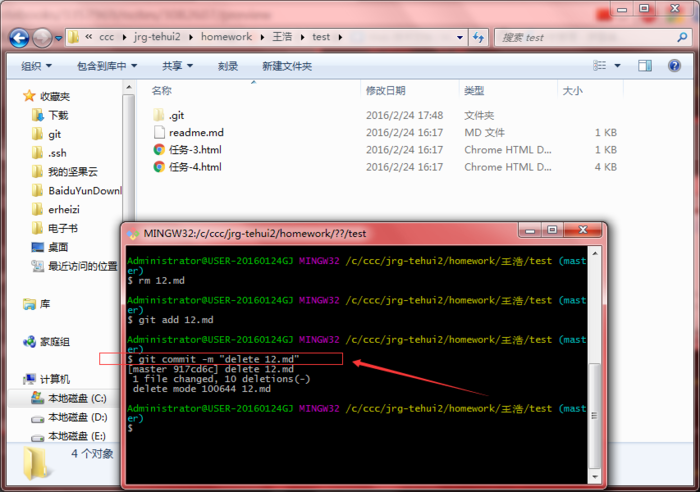 « ccc ▸ jrg-tehui2 ▸ homework ▸ 王浩 ▸ test ▸
搜索 test
组织 包含到库中 共享 刻录 新建文件夹
名称 修改日期 类型 大小
收藏夹
下载
git
.ssh
我的坚果云
BaiduYunDownl
erheizi
电子书
桌面
最近访问的位置
库
家庭组
计算机
本地磁盘 (C:)
本地磁盘 (D:)
本地磁盘 (E:)
.git 2016/2/24 17:48 文件夹
readme.md 2016/2/24 16:17 MD 文件 1 KB
任务-3.html 2016/2/24 16:17 Chrome HTML D... 1 KB
任务-4.html 2016/2/24 16:17 Chrome HTML D... 4 KB
4 个对象
MINGW32:/c/ccc/jrg-tehui2/homework/??/test
Administrator@USER-20160124GJ MINGW32 /c/ccc/jrg-tehui2/homework/王浩/test (mast
er)
$ rm 12.md
Administrator@USER-20160124GJ MINGW32 /c/ccc/jrg-tehui2/homework/王浩/test (mast
er)
$ git add 12.md
Administrator@USER-20160124GJ MINGW32 /c/ccc/jrg-tehui2/homework/王浩/test (mast
er)
$ git commit -m "delete 12.md"
[master 917cd6c] delete 12.md
1 file changed, 10 deletions(-)
delete mode 100644 12.md
Administrator@USER-20160124GJ MINGW32 /c/ccc/jrg-tehui2/homework/王浩/test (mast
er)
$